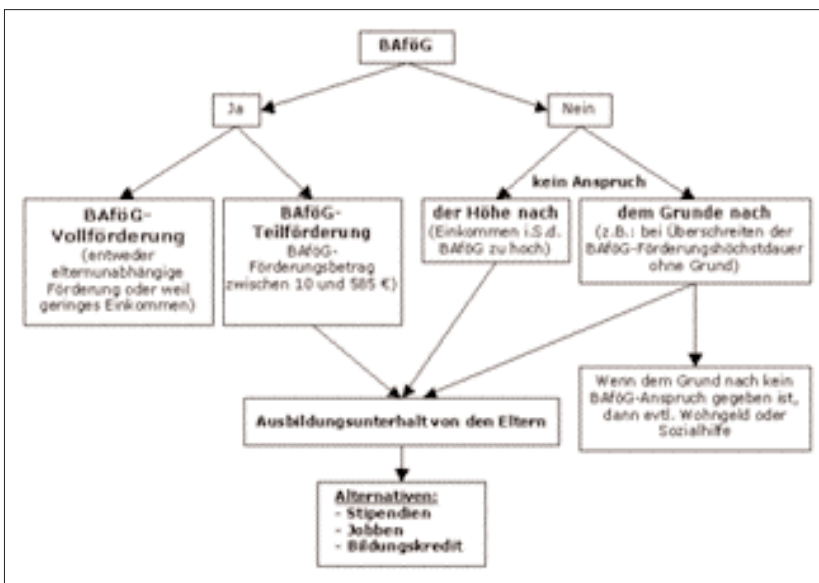 BAföG
Ja
Nein
kein Anspruch
BAföG-
Vollförderung
(entweder
elternunabhängige
Förderung oder weil
geringes Einkommen)
BAföG-
Teilförderung
BAföG-
Förderungsbetrag
zwischen 10 und 585 €)
der Höhe nach
(Einkommen i.S.d.
BAföG zu hoch)
dem Grunde nach
(z.B.: bei Überschreiten der
BAföG-Förderungshöchstdauer
ohne Grund)
Ausbildungsunterhalt von den Eltern
Wenn dem Grund nach kein
BAföG-Anspruch gegeben ist,
dann evtl. Wohngeld oder
Sozialhilfe
Alternativen:
- Stipendien
- Jobben
- Bildungskredit